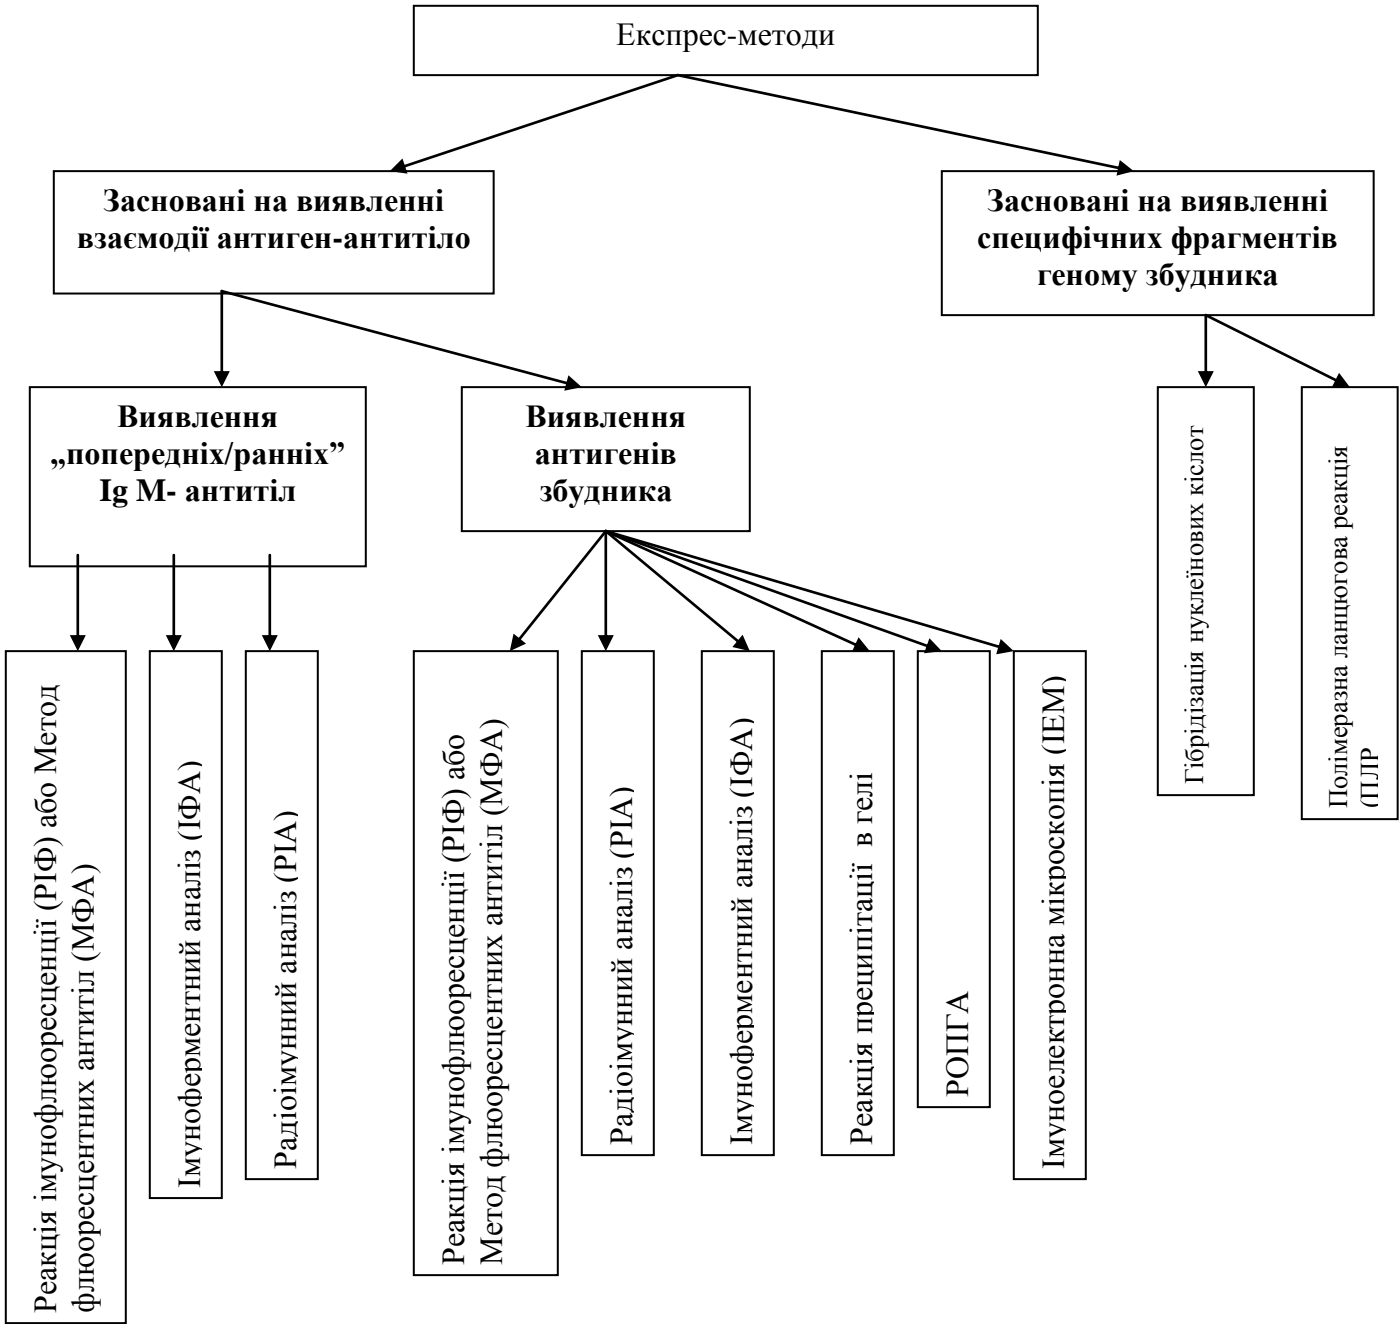 Експрес-методи
Засновані на виявленні
взаємодії антиген-антитіло
Засновані на виявленні
специфічних фрагментів
геному збудника
Виявлення
„попередніх/ранніх”
Ig M- антитіл
Виявлення
антигенів
збудника
Гібрідізація нуклеїнових кіслот
Полімеразна ланцюгова реакція
(ПЛР
Реакція імунофлюоресценції (РІФ) або Метод
флюоресцентних антитіл (МФА)
Імуноферментний аналіз (ІФА)
Радіоімунний аналіз (РІА)
Реакція імунофлюоресценції (РІФ) або
Метод флюоресцентних антитіл (МФА)
Радіоімунний аналіз (РІА)
Імуноферментний аналіз (ІФА)
Реакція преципітації в гелі
РОПГА
Імуноелектронна мікроскопія (ІЕМ)